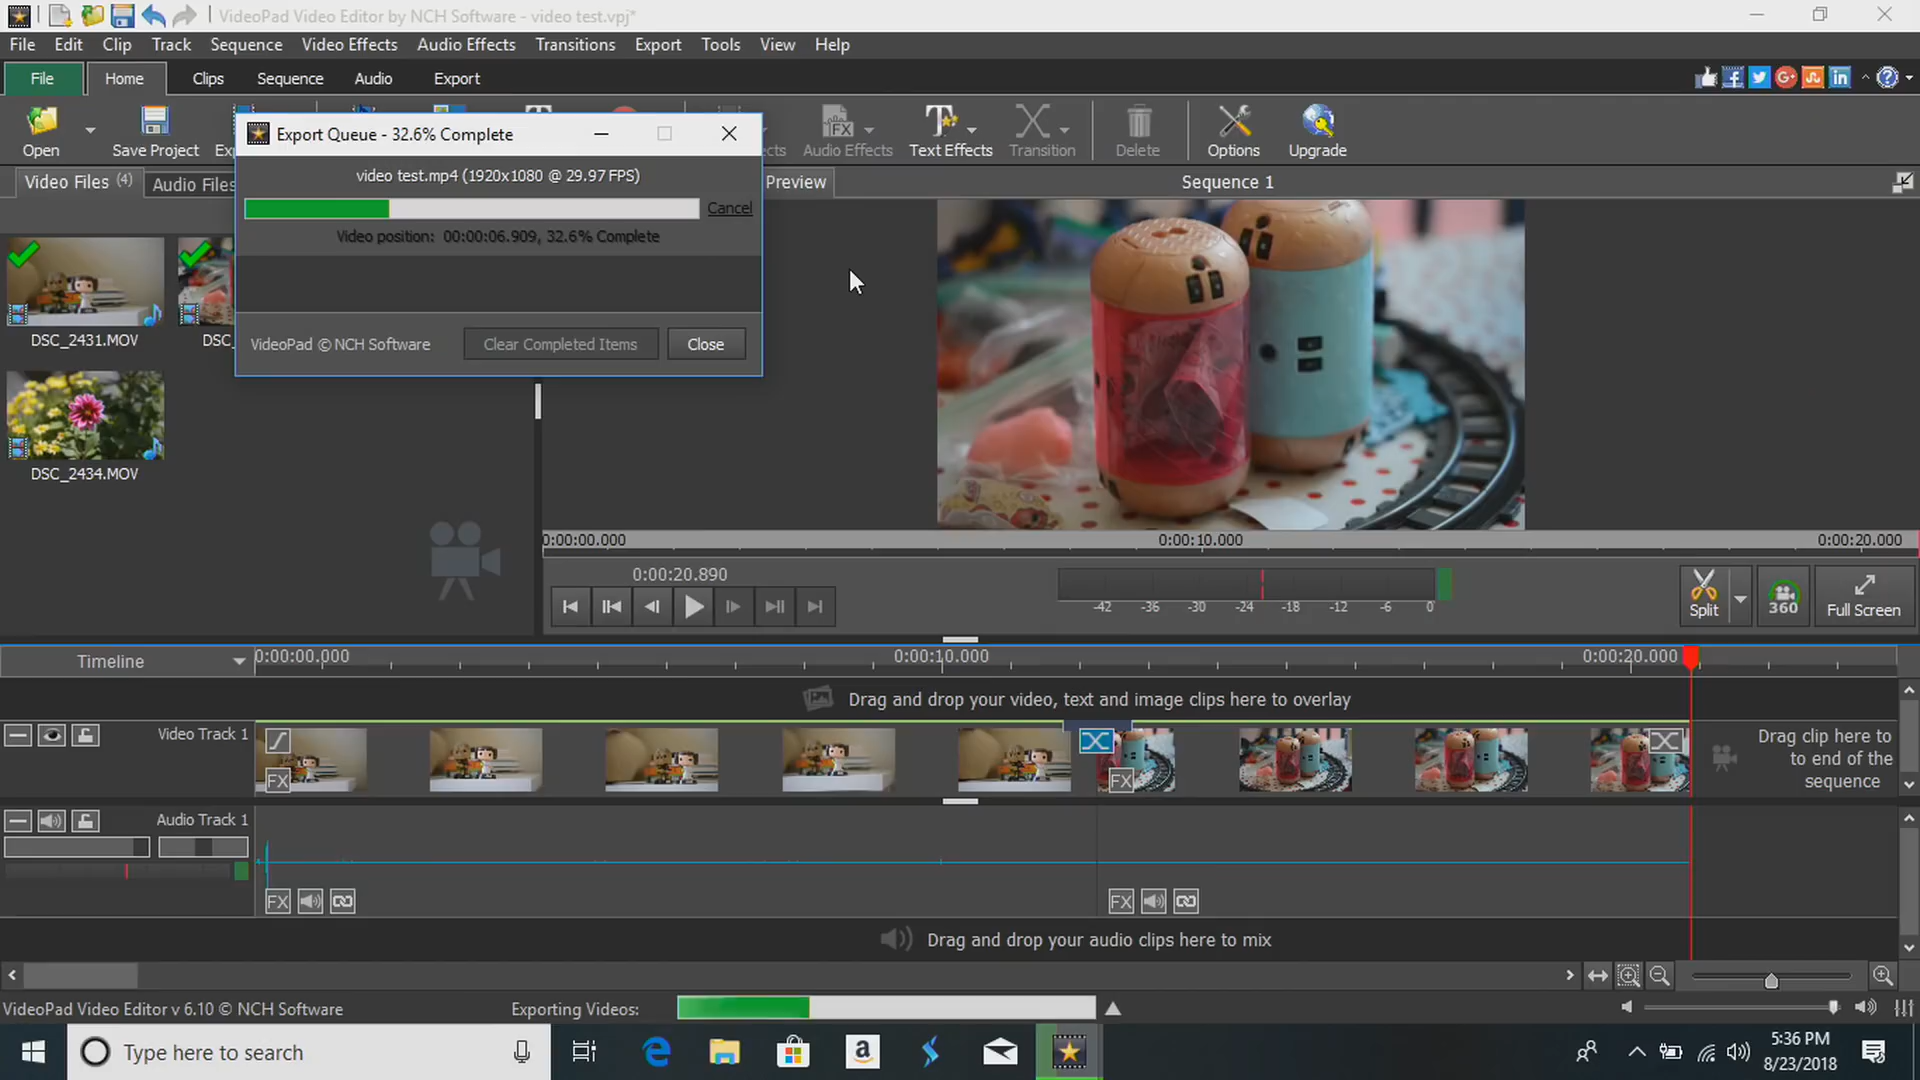 VideoPad Video Editor by NCH Software - video test.vpj*
File Edit Clip Track Sequence Video Effects Audio Effects Transitions Export Tools View Help
File Home Clips Sequence Audio Export
Open Save Project Audio Effects Text Effects Transition Delete Options Upgrade
Export Queue - 32.6% Complete
video test.mp4 (1920x1080 @ 29.97 FPS)
Cancel
Video position: 00:00:06.909, 32.6% Complete
VideoPad © NCH Software Clear Completed Items Close
Video Files (4) Audio Files
Preview Sequence 1
DSC_2431.MOV
DSC_2434.MOV
0:00:00.000 0:00:10.000 0:00:20.000
0:00:20.890
-42 -36 -30 -24 -18 -12 -6 0
Split 360 Full Screen
Timeline 0:00:00.000 0:00:10.000 0:00:20.000
Drag and drop your video, text and image clips here to overlay
Video Track 1
FX FX
Drag clip here to
to end of the
sequence
Audio Track 1
FX FX
Drag and drop your audio clips here to mix
VideoPad Video Editor v 6.10 © NCH Software Exporting Videos:
Type here to search
5:36 PM
8/23/2018